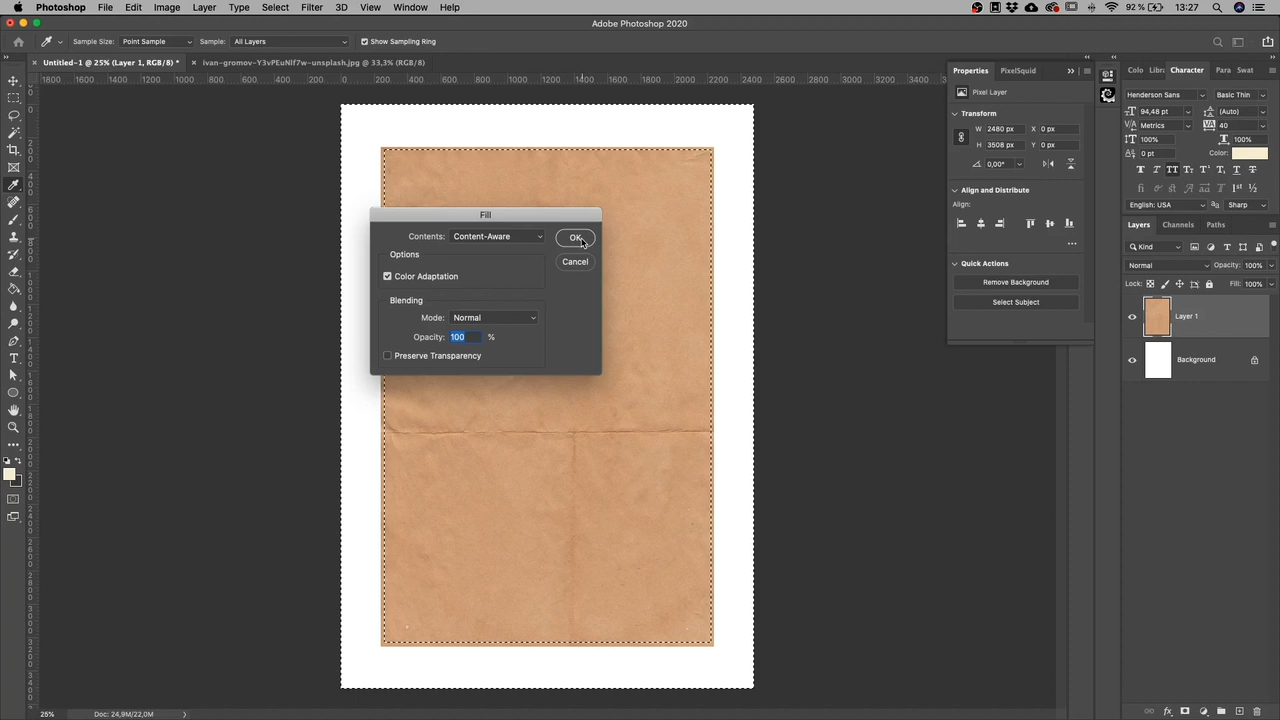 Photoshop File Edit Image Layer Type Select Filter 3D View Window Help 92 % 13:27
Adobe Photoshop 2020
Sample Size: Point Sample Sample: All Layers Show Sampling Ring
Untitled-1 @ 25% (Layer 1, RGB/8) * ivan-gromov-Y3vPEuNlf7w-unsplash.jpg @ 33,3% (RGB/8)
1800 1600 1400 1200 1000 800 600 400 200 0 200 400 600 800 1000 1200 1400 1600 1800 2000 2200 2400 2600 2800 3000 3200 3400
Properties PixelSquid
Pixel Layer
Transform
W 2480 px X 0 px
H 3508 px Y 0 px
0,00°
Align and Distribute
Align:
Quick Actions
Remove Background
Select Subject
Colo Libra Character Para Swat
Henderson Sans Basic Thin
94,48 pt (Auto)
Metrics 40
100% 100%
0 pt Color:
English: USA Sharp
Layers Channels Paths
Kind
Normal Opacity: 100%
Lock: Fill: 100%
Layer 1
Background
Fill
Contents: Content-Aware OK
Options Cancel
Color Adaptation
Blending
Mode: Normal
Opacity: 100 %
Preserve Transparency
25% Doc: 24,9M/22,0M